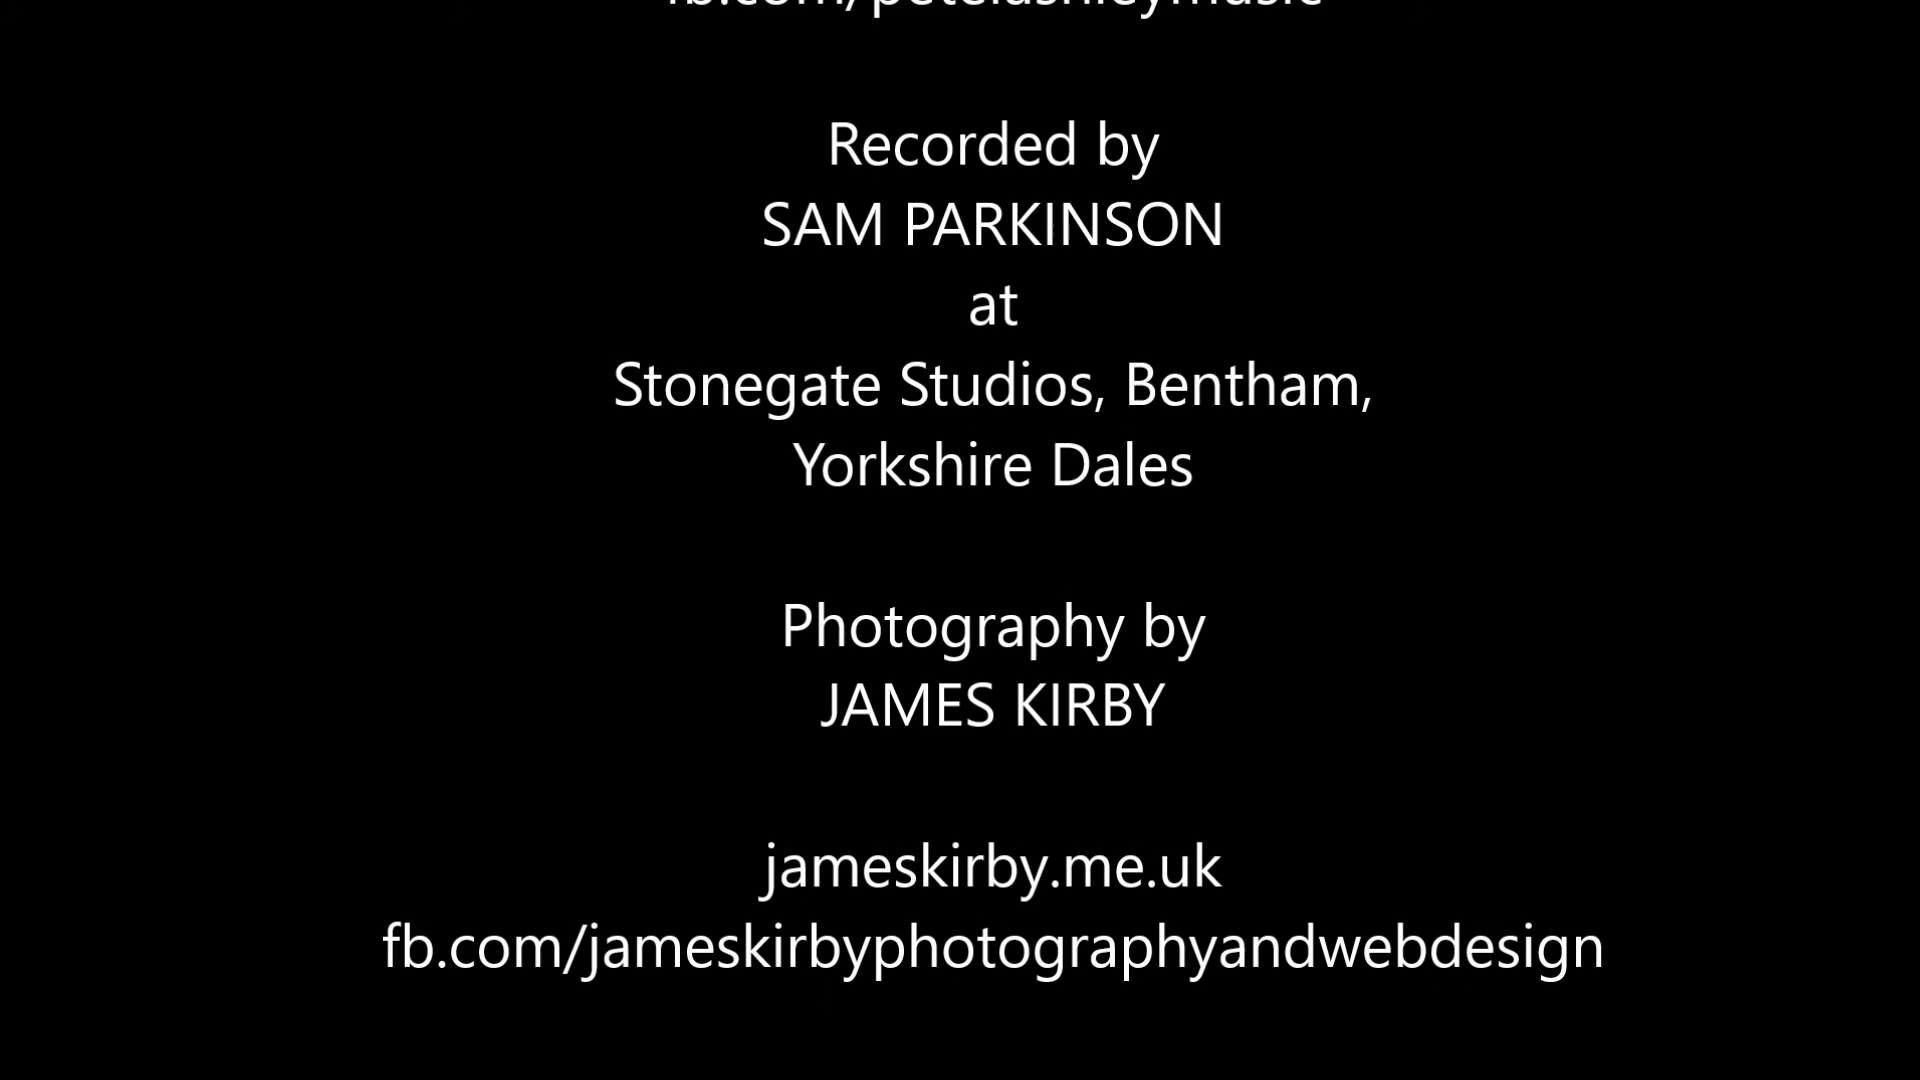 Recorded by
SAM PARKINSON
at
Stonegate Studios, Bentham,
Yorkshire Dales
Photography by
JAMES KIRBY
jameskirby.me.uk
fb.com/jameskirbyphotographyandwebdesign